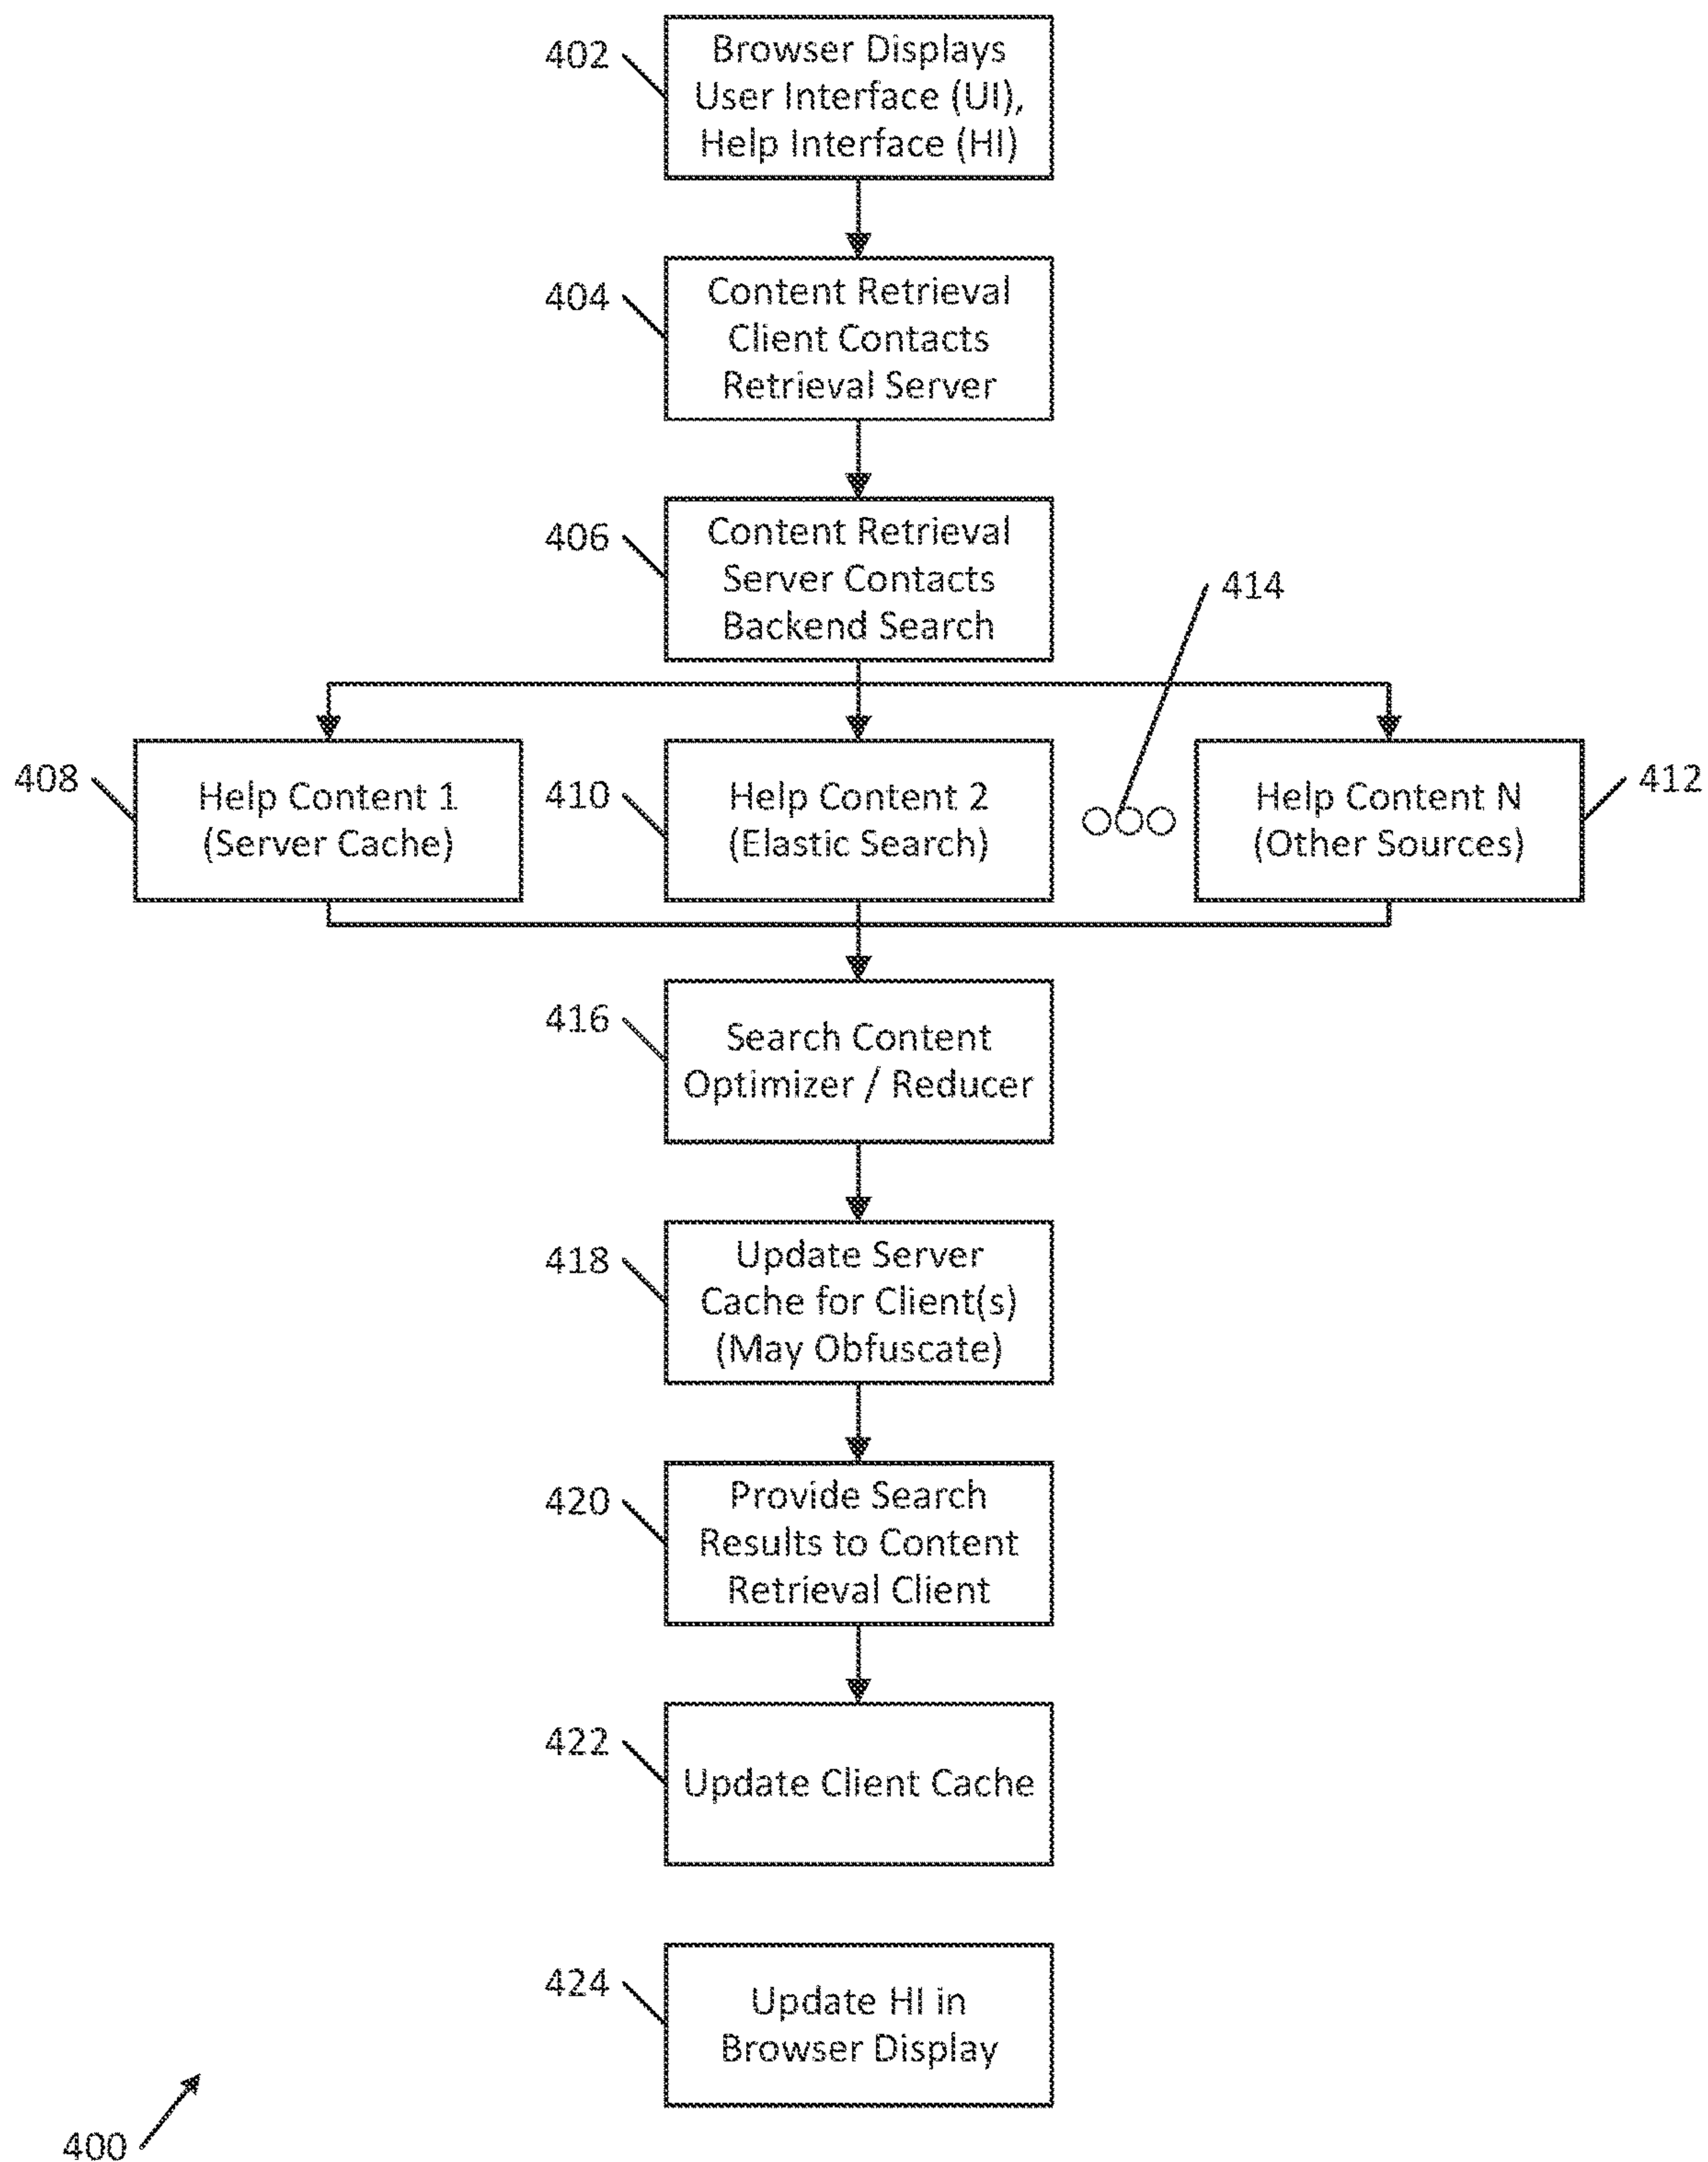 402
Browser Displays
User Interface (UI),
Help Interface (HI)
404
Content Retrieval
Client Contacts
Retrieval Server
406
Content Retrieval
Server Contacts
Backend Search
414
408
Help Content 1
(Server Cache)
410
Help Content 2
(Elastic Search)
Help Content N
(Other Sources)
412
416
Search Content
Optimizer / Reducer
418
Update Server
Cache for Client(s)
(May Obfuscate)
420
Provide Search
Results to Content
Retrieval Client
422
Update Client Cache
424
Update HI in
Browser Display
400